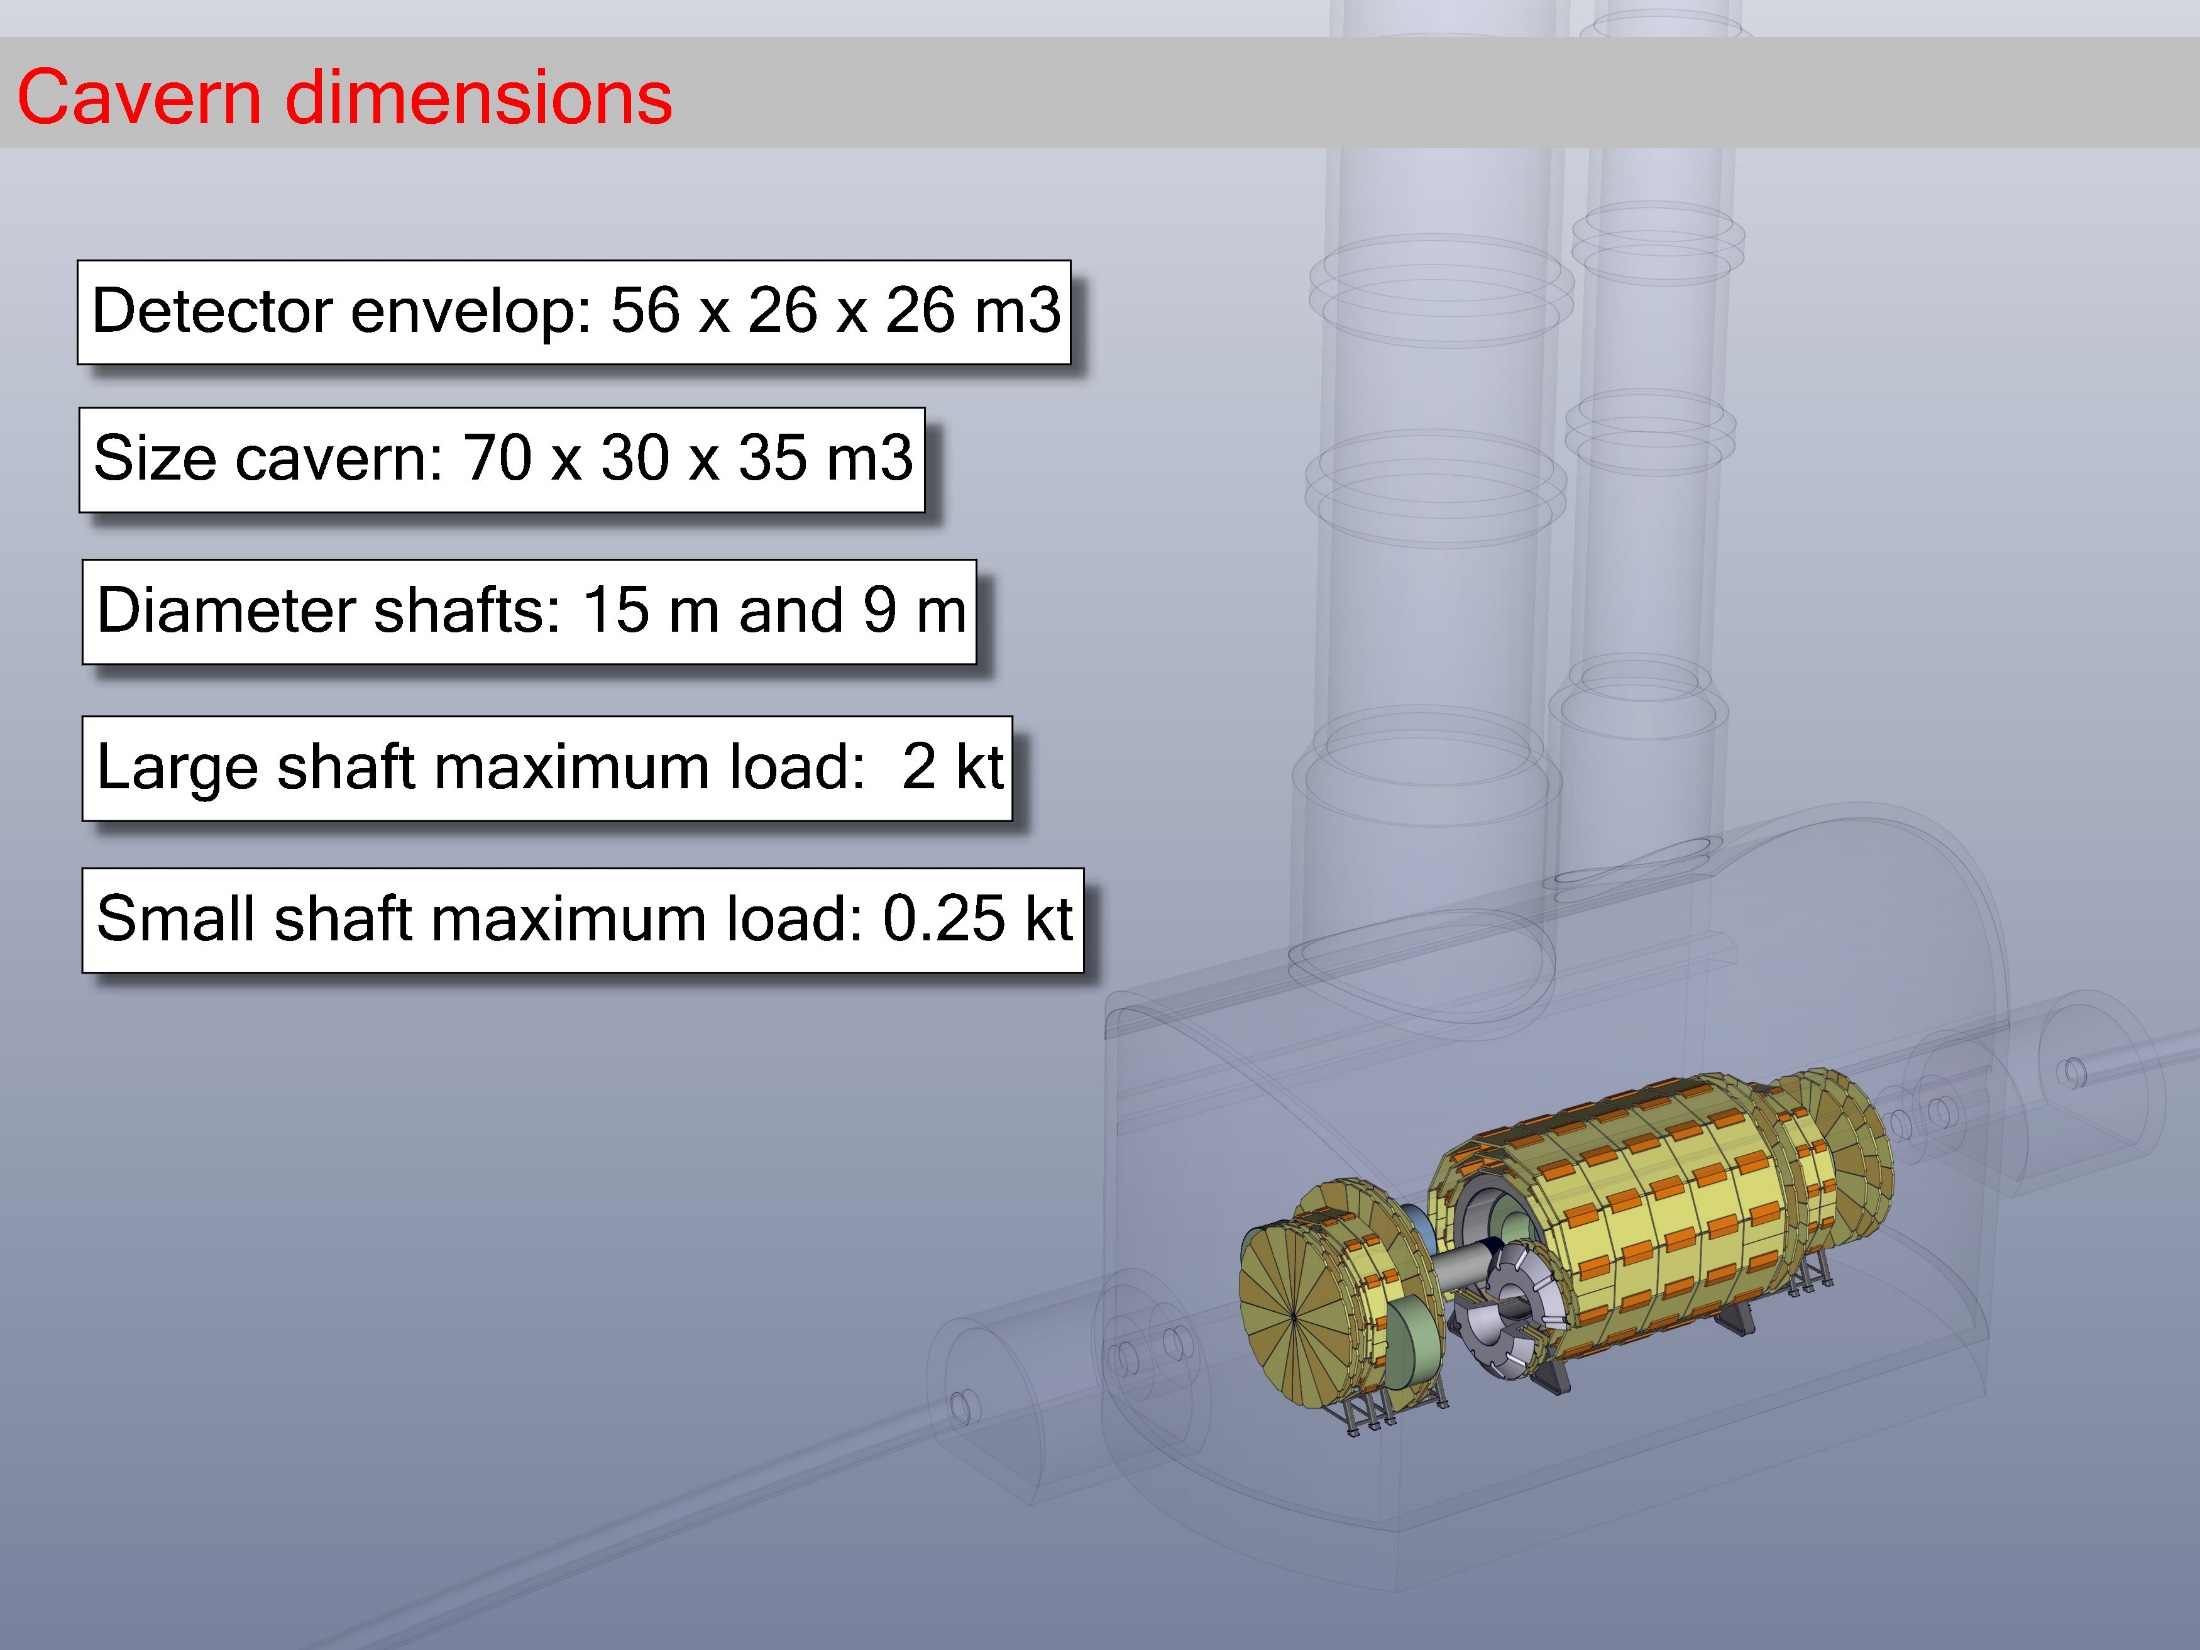 Cavern dimensions
Detector envelop: 56 x 26 x 26 m3
Size cavern: 70 x 30 x 35 m3
Diameter shafts: 15 m and 9 m
Large shaft maximum load:  2 kt
Small shaft maximum load: 0.25 kt